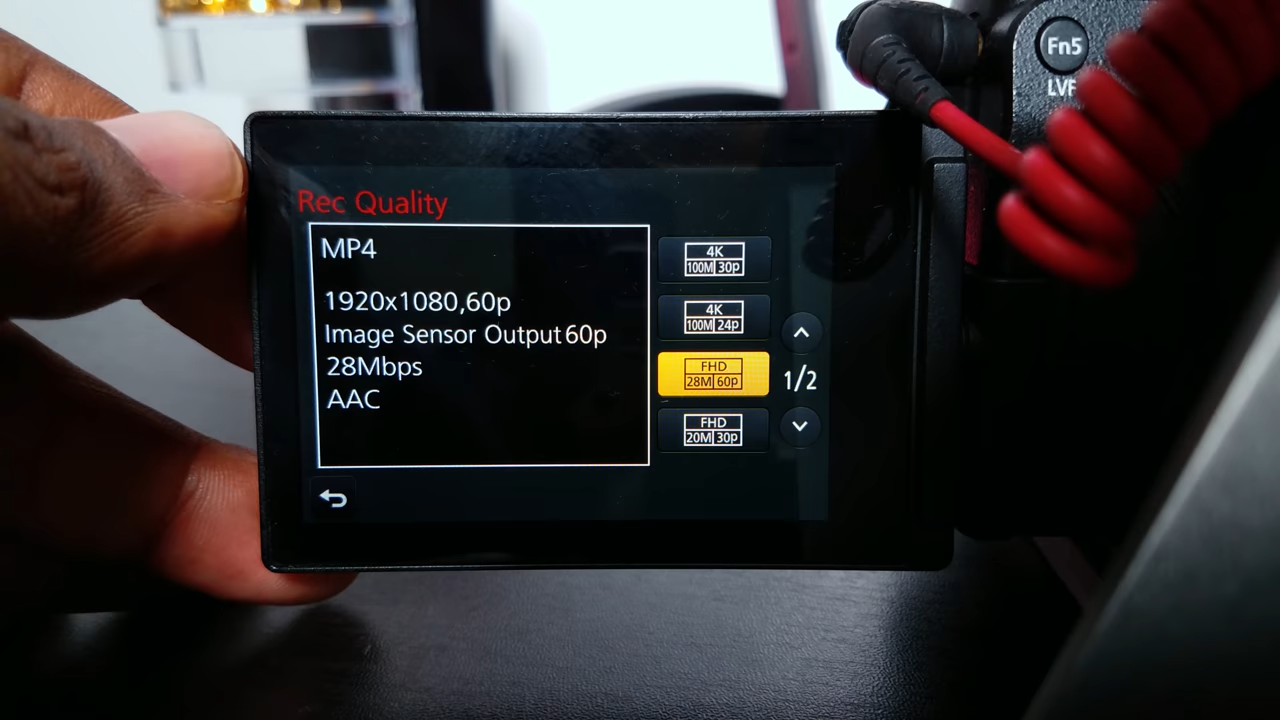 Fn5
LVF
Rec Quality
MP4
1920x1080,60p
Image Sensor Output 60p
28Mbps
AAC
4K
100M 30p
4K
100M 24p
FHD
28M 60p
FHD
20M 30p
1/2